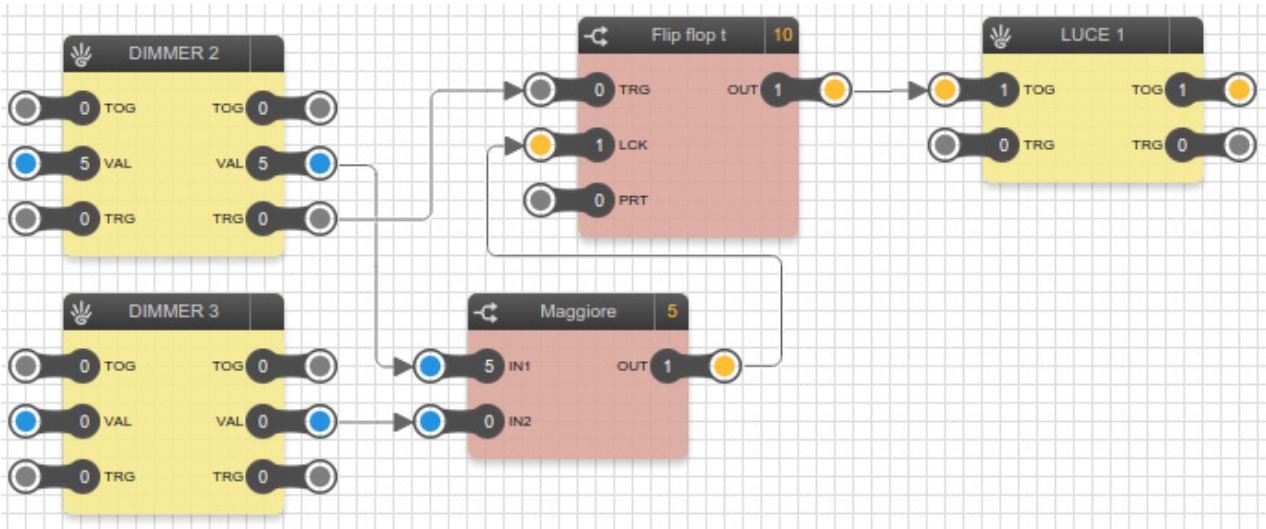 DIMMER 2
0 TOG TOG 0
5 VAL VAL 5
0 TRG TRG 0
Flip flop t 10
0 TRG OUT 1
1 LCK
0 PRT
LUCE 1
1 TOG TOG 1
0 TRG TRG 0
DIMMER 3
0 TOG TOG 0
0 VAL VAL 0
0 TRG TRG 0
Maggiore 5
5 IN1 OUT 1
0 IN2